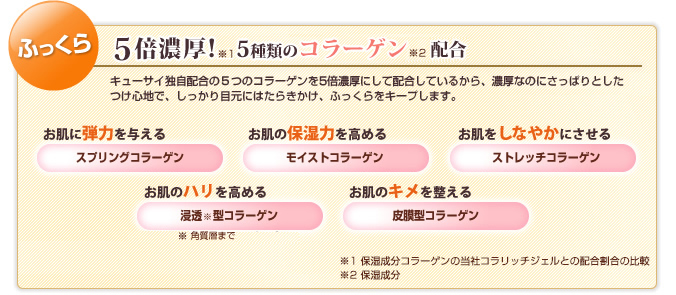 ふっくら
5倍濃厚!※1 5種類のコラーゲン※2 配合
キューサイ独自配合の５つのコラーゲンを5倍濃厚にして配合しているから、濃厚なのにさっぱりとした
つけ心地で、しっかり目元にはたらきかけ、ふっくらをキープします。
お肌に弾力を与える
スプリングコラーゲン
お肌の保湿力を高める
モイストコラーゲン
お肌をしなやかにさせる
ストレッチコラーゲン
お肌のハリを高める
浸透※型コラーゲン
※ 角質層まで
お肌のキメを整える
皮膜型コラーゲン
※1 保湿成分コラーゲンの当社コラリッチジェルとの配合割合の比較
※2 保湿成分